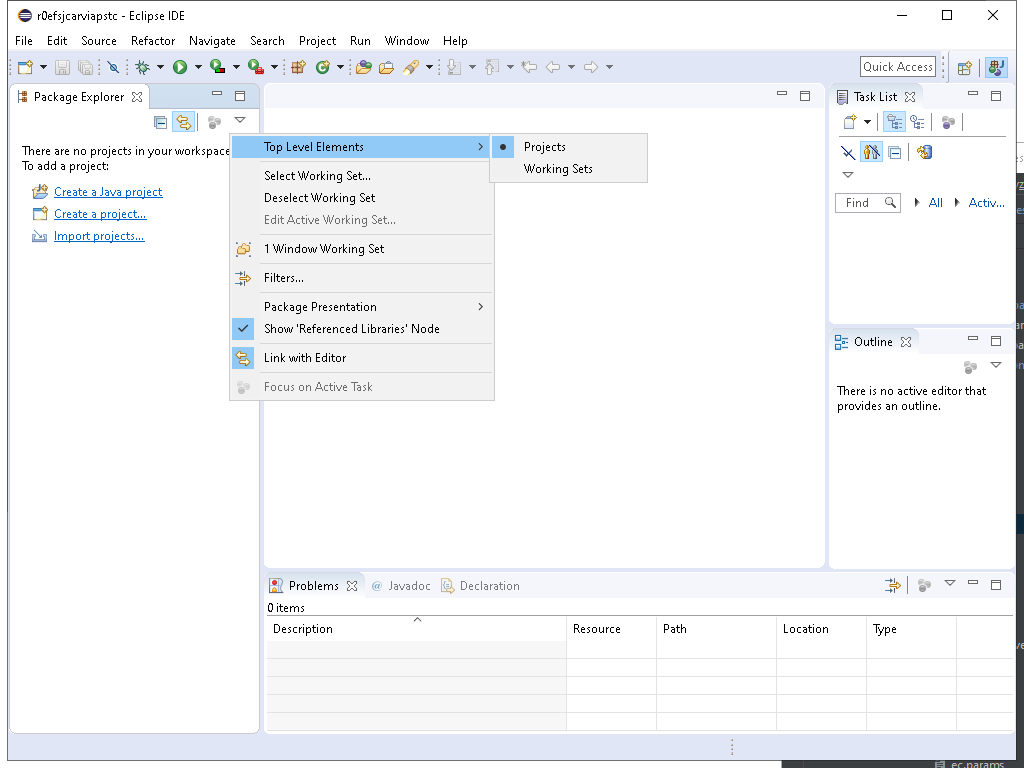 r0efsjcarviapstc - Eclipse IDE
File Edit Source Refactor Navigate Search Project Run Window Help
Quick Access
Package Explorer
There are no projects in your workspace
To add a project:
Create a Java project
Create a project...
Import projects...
Top Level Elements
Select Working Set...
Deselect Working Set
Edit Active Working Set...
1 Window Working Set
Filters...
Package Presentation
Show 'Referenced Libraries' Node
Link with Editor
Focus on Active Task
Projects
Working Sets
Task List
Find All Activ...
Outline
There is no active editor that
provides an outline.
Problems @ Javadoc Declaration
0 items
Description Resource Path Location Type
ec.params